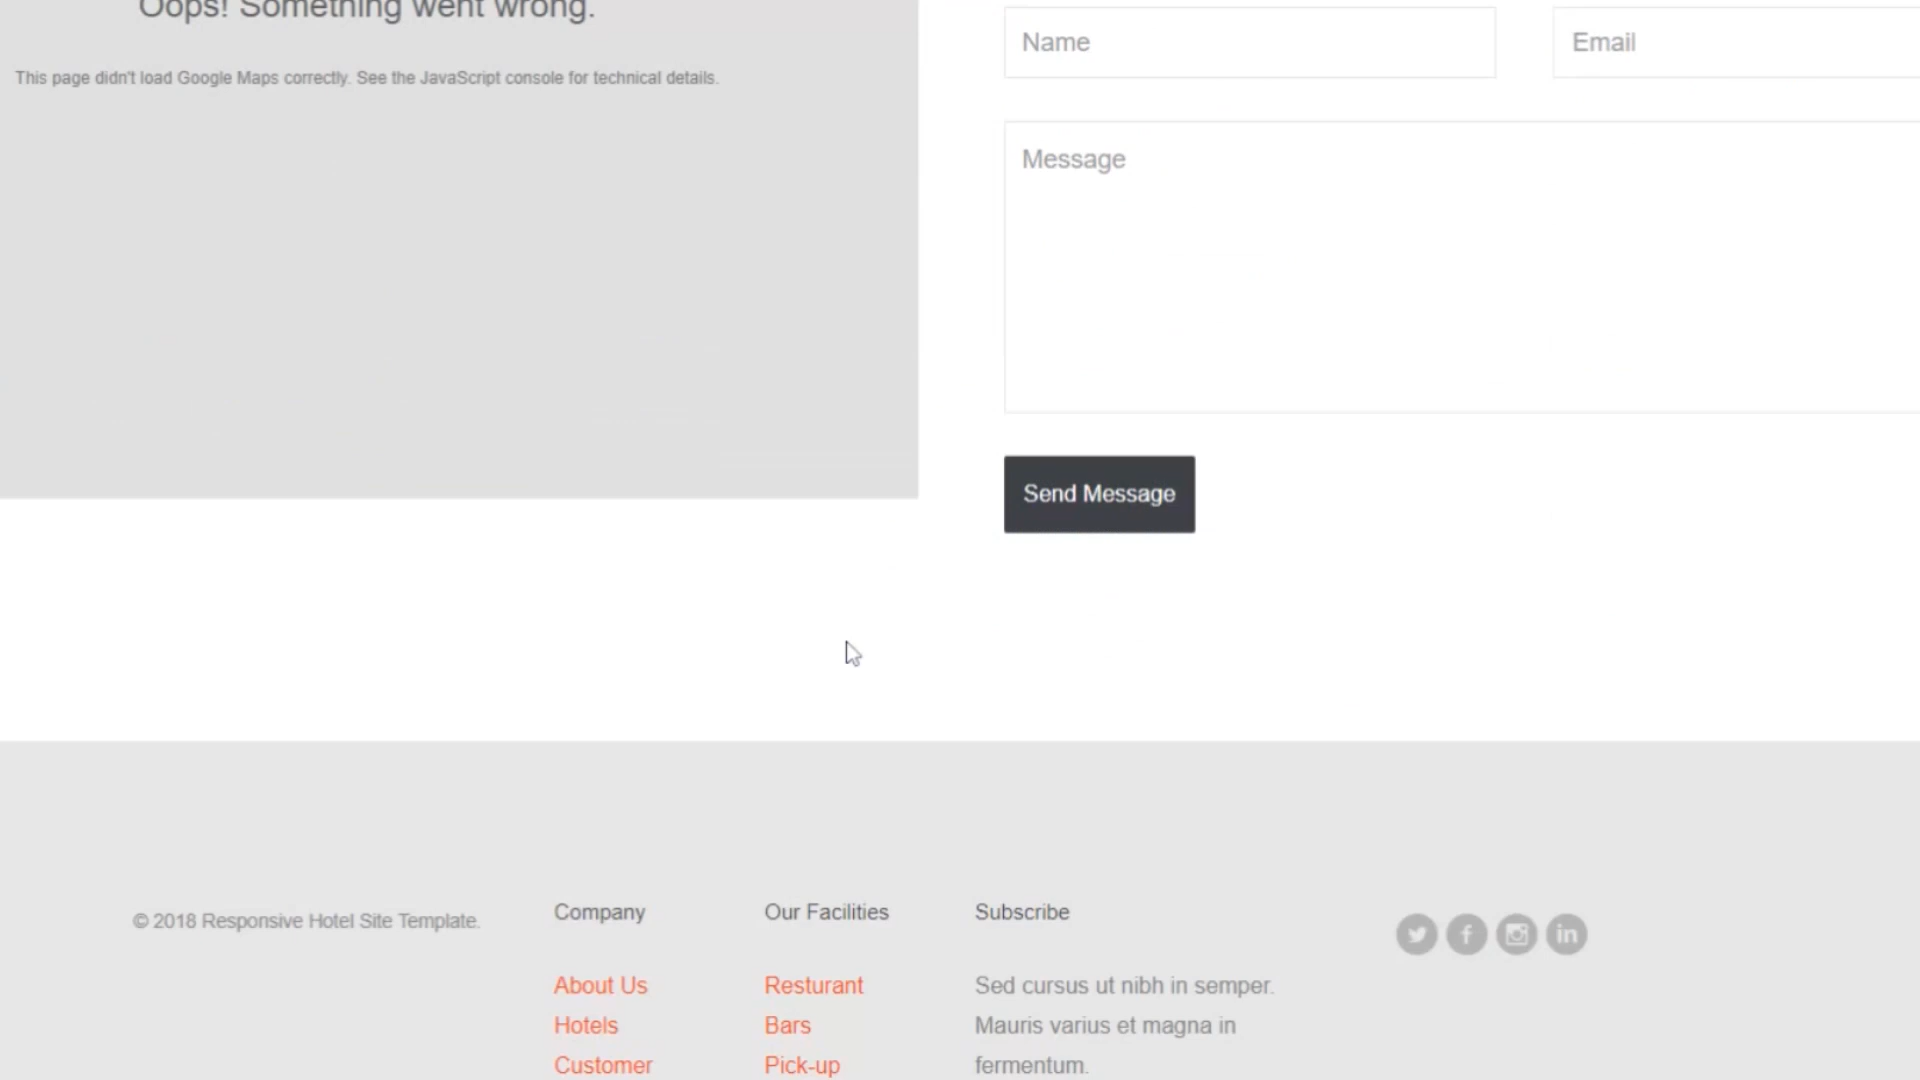 Oops! Something went wrong.
This page didn't load Google Maps correctly. See the JavaScript console for technical details.
Name
Email
Message
Send Message
© 2018 Responsive Hotel Site Template.
Company
About Us
Hotels
Customer
Our Facilities
Resturant
Bars
Pick-up
Subscribe
Sed cursus ut nibh in semper.
Mauris varius et magna in
fermentum.
in